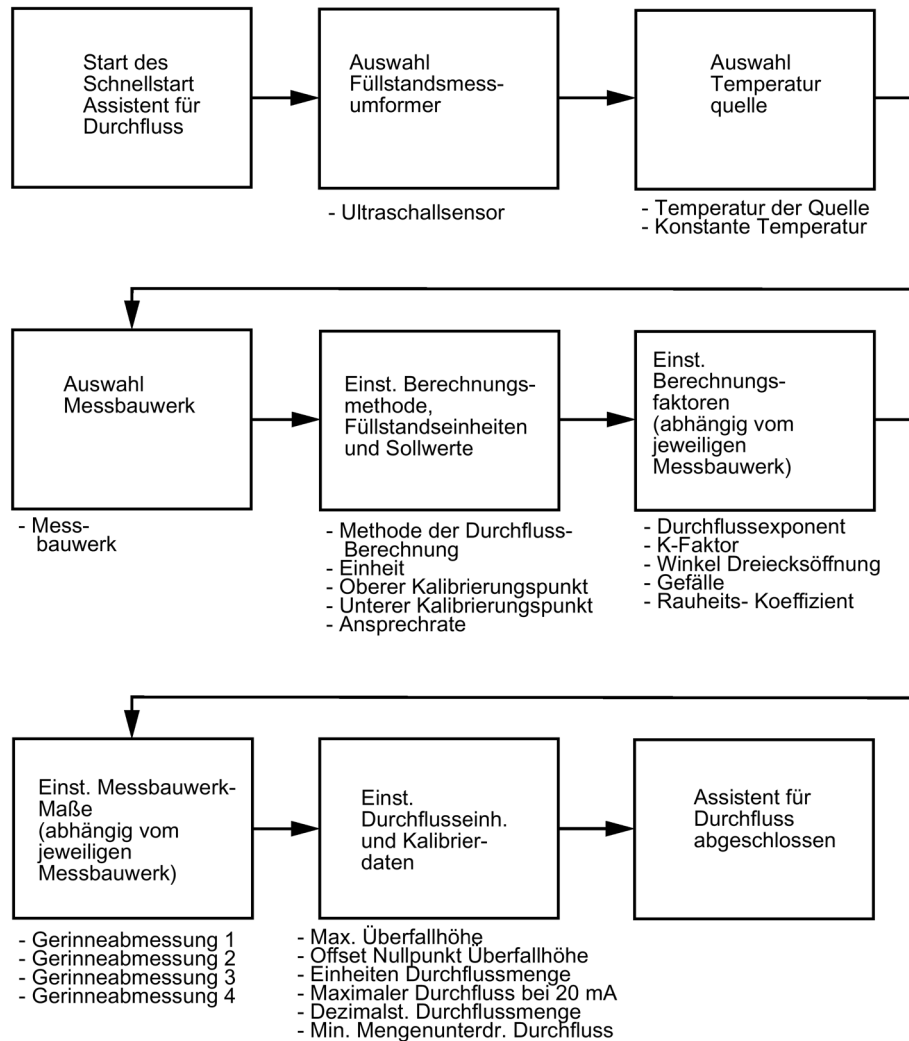 Start des
Schnellstart
Assistent für
Durchfluss
Auswahl
Füllstandsmess-
umformer
- Ultraschallsensor
Auswahl
Temperatur
quelle
- Temperatur der Quelle
- Konstante Temperatur
Auswahl
Messbauwerk
- Mess-
bauwerk
Einst. Berechnungs-
methode,
Füllstandseinheiten
und Sollwerte
- Methode der Durchfluss-
Berechnung
- Einheit
- Oberer Kalibrierungspunkt
- Unterer Kalibrierungspunkt
- Ansprechrate
Einst.
Berechnungs-
faktoren
(abhängig vom
jeweiligen
Messbauwerk)
- Durchflussexponent
- K-Faktor
- Winkel Dreiecksöffnung
- Gefälle
- Rauheits- Koeffizient
Einst. Messbauwerk-
Maße
(abhängig vom
jeweiligen
Messbauwerk)
- Gerinneabmessung 1
- Gerinneabmessung 2
- Gerinneabmessung 3
- Gerinneabmessung 4
Einst.
Durchflusseinh.
und Kalibrier-
daten
- Max. Überfallhöhe
- Offset Nullpunkt Überfallhöhe
- Einheiten Durchflussmenge
- Maximaler Durchfluss bei 20 mA
- Dezimalst. Durchflussmenge
- Min. Mengenunterdr. Durchfluss
Assistent für
Durchfluss
abgeschlossen